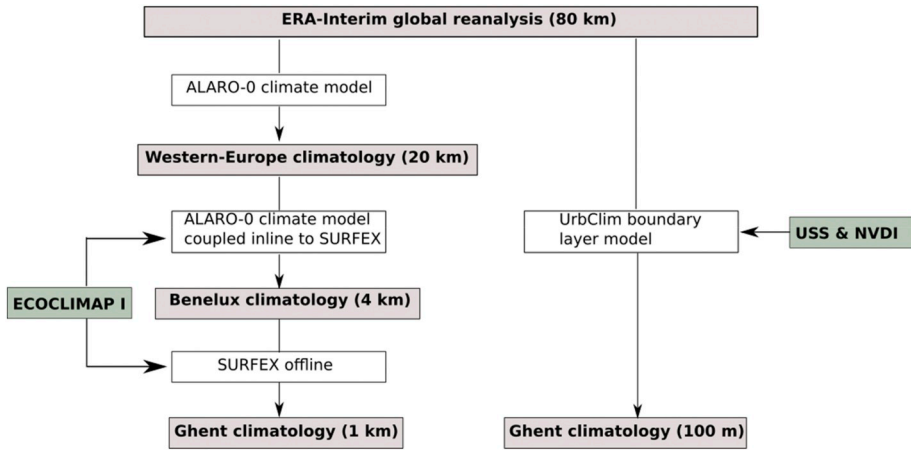 ERA-Interim global reanalysis (80 km)
ALARO-0 climate model
Western-Europe climatology (20 km)
ALARO-0 climate model
coupled inline to SURFEX
UrbClim boundary
layer model
USS & NVDI
ECOCLIMAP I
Benelux climatology (4 km)
SURFEX offline
Ghent climatology (1 km)
Ghent climatology (100 m)